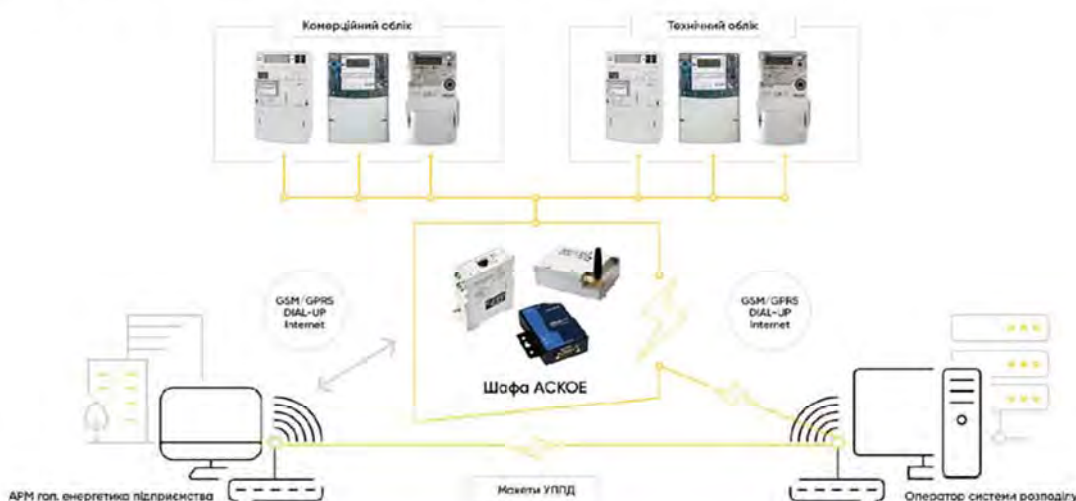 Комерційний облік
Технічний облік
GSM/GPRS
DIAL-UP
Internet
GSM/GPRS
DIAL-UP
Internet
Шафа АСКОЕ
АРМ гол. енергетика підприємства
Макети УППД
Оператор системи розподілу